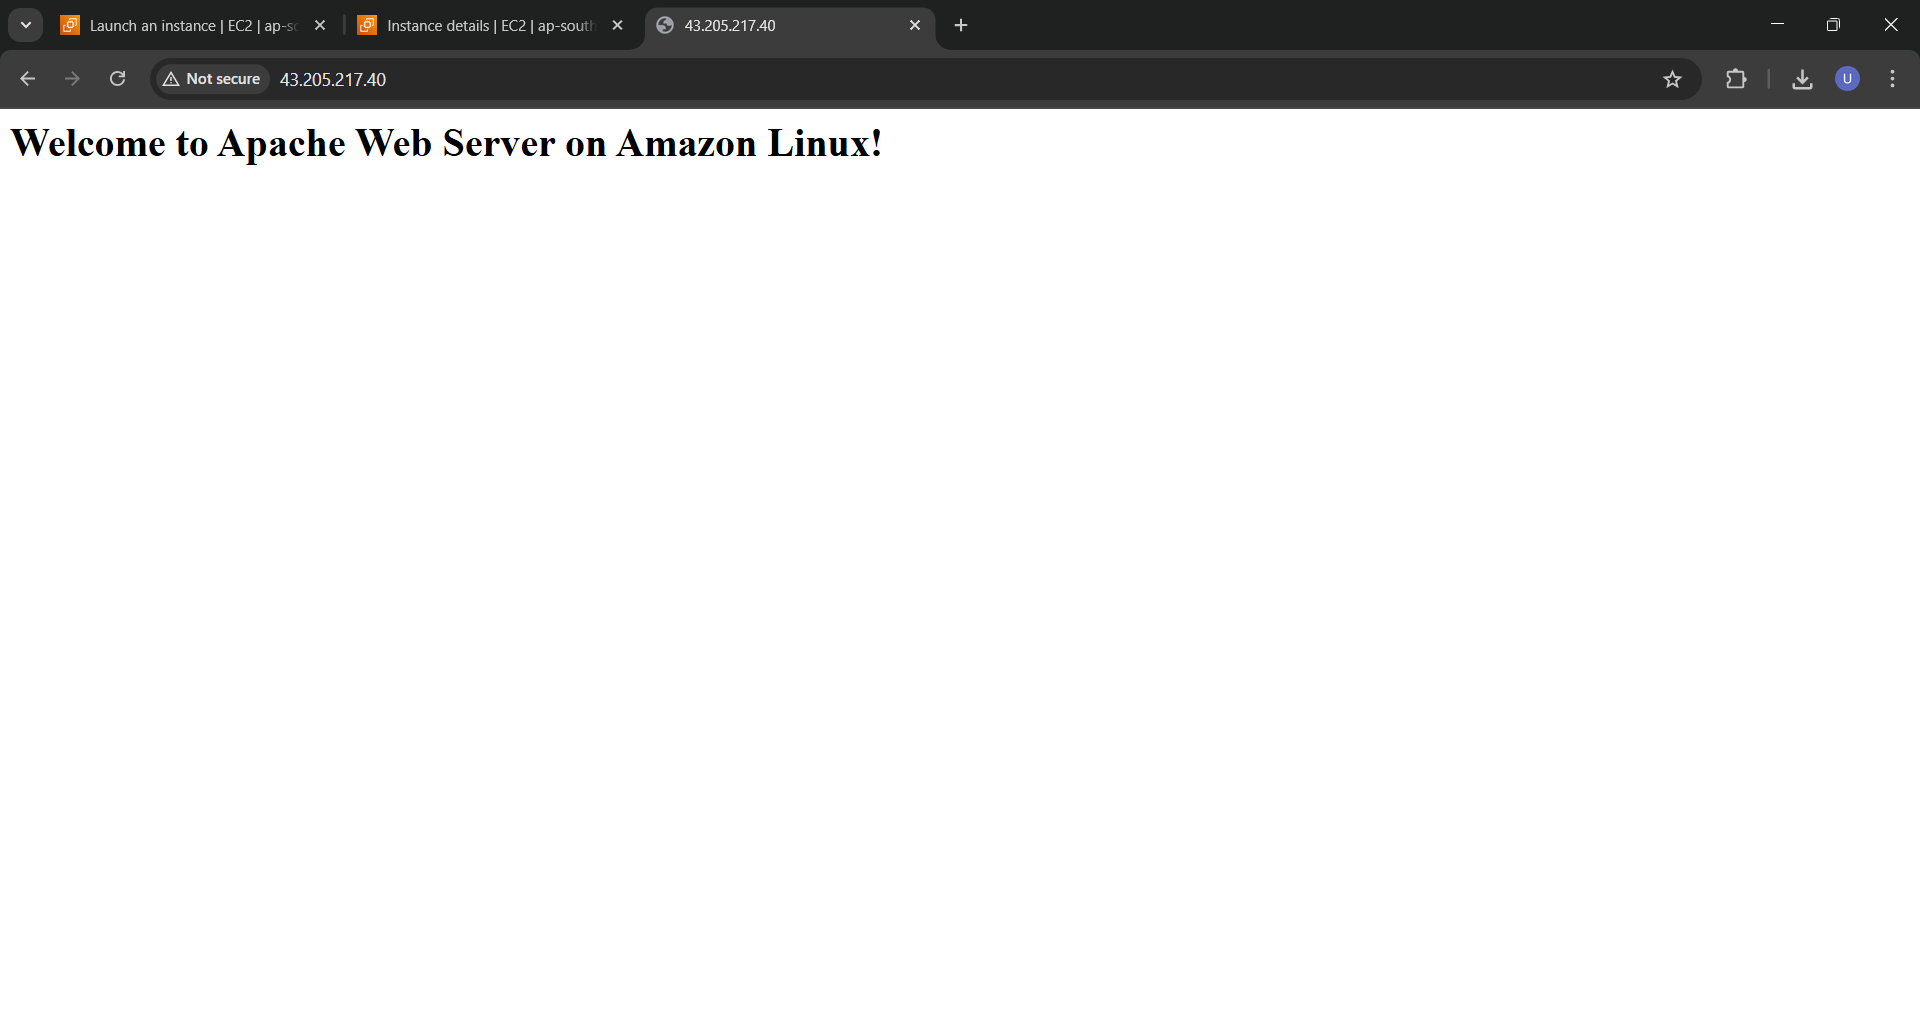 Launch an instance | EC2 | ap-so
Instance details | EC2 | ap-south
43.205.217.40
Not secure
43.205.217.40
U
Welcome to Apache Web Server on Amazon Linux!